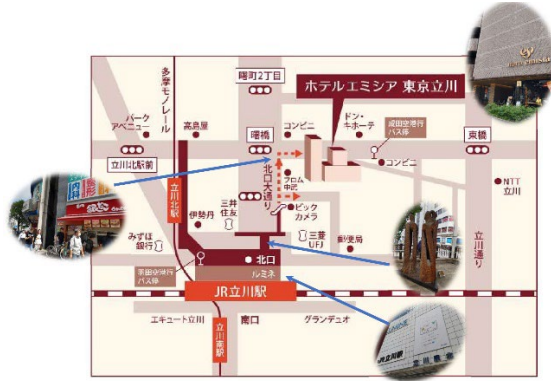 曙町2丁目
ホテルエミシア 東京立川
多摩モノレール
パーク
アベニュー
高島屋
曙橋
コンビニ
ドン・
キホーテ
成田空港行
バス停
東橋
立川北駅前
コンビニ
フロム
中武
NTT
立川
北口大通り
立川北駅
三井
住友
ビック
カメラ
伊勢丹
みずほ
銀行
三菱
UFJ
郵便局
立川通り
成田空港行
バス停
北口
ルミネ
JR立川駅
エキュート立川
南口
グランデュオ
立川南駅
JR立川駅